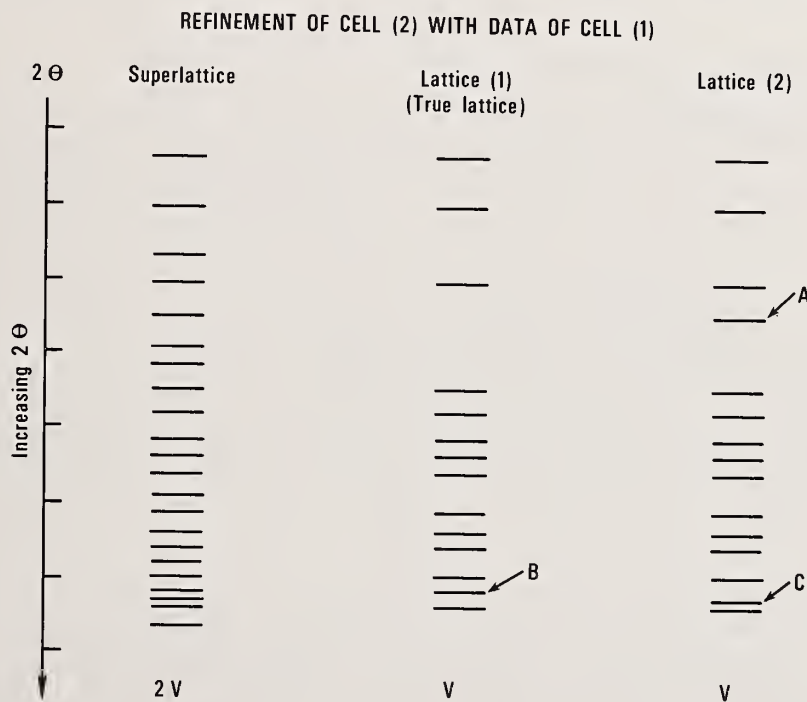 REFINEMENT OF CELL (2) WITH DATA OF CELL (1)
2 Θ
Superlattice
Lattice (1)
(True lattice)
Lattice (2)
A
Increasing 2 Θ
B
C
2 V
V
V